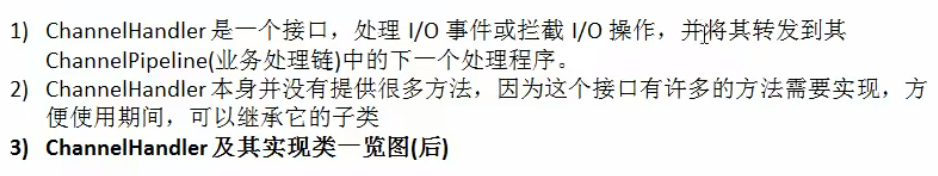 1) ChannelHandler 是一个接口，处理 I/O 事件或拦截 I/O 操作，并将其转发到其
ChannelPipeline(业务处理链)中的下一个处理程序。
2) ChannelHandler 本身并没有提供很多方法，因为这个接口有许多的方法需要实现，方
便使用期间，可以继承它的子类
3) ChannelHandler 及其实现类一览图(后)